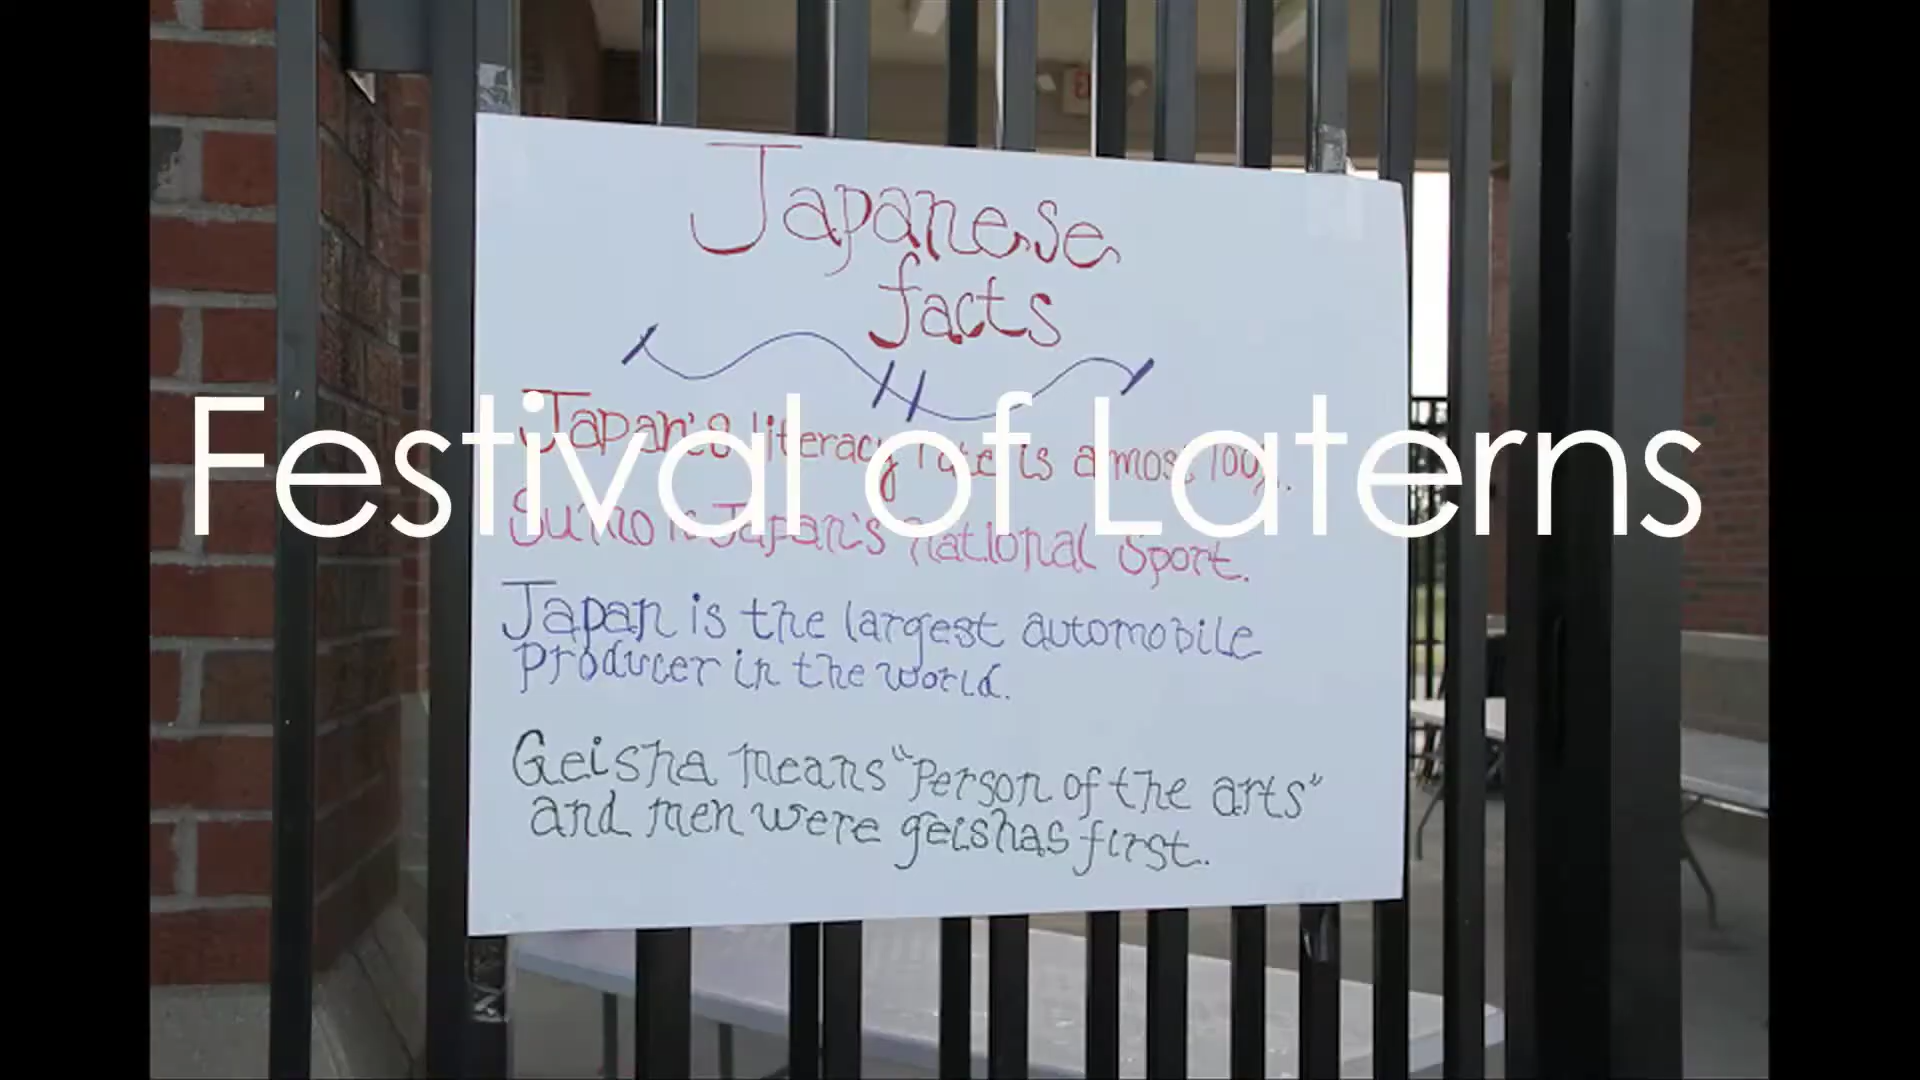 Japanese
facts
Japan's literacy rate is almost 100%.
Festival of Laterns
Sumo is Japan's national sport.
Japan is the largest automobile
producer in the world.
Geisha means "Person of the arts"
and men were geishas first.